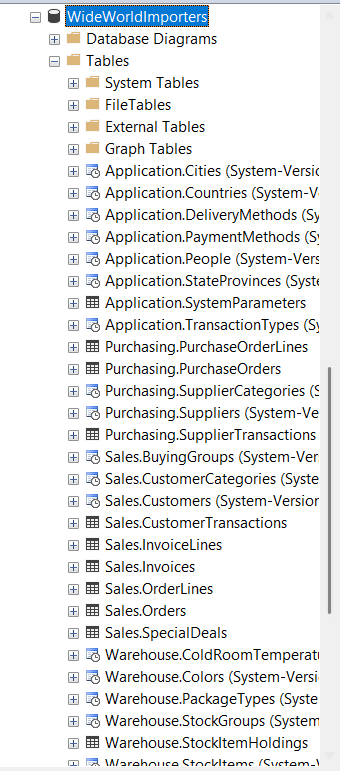 WideWorldImporters
Database Diagrams
Tables
System Tables
FileTables
External Tables
Graph Tables
Application.Cities (System-Versio
Application.Countries (System-V
Application.DeliveryMethods (Sy
Application.PaymentMethods (Sy
Application.People (System-Vers
Application.StateProvinces (Syste
Application.SystemParameters
Application.TransactionTypes (Sy
Purchasing.PurchaseOrderLines
Purchasing.PurchaseOrders
Purchasing.SupplierCategories (S
Purchasing.Suppliers (System-Ve
Purchasing.SupplierTransactions
Sales.BuyingGroups (System-Ver
Sales.CustomerCategories (Syste
Sales.Customers (System-Version
Sales.CustomerTransactions
Sales.InvoiceLines
Sales.Invoices
Sales.OrderLines
Sales.Orders
Sales.SpecialDeals
Warehouse.ColdRoomTemperatu
Warehouse.Colors (System-Versi
Warehouse.PackageTypes (Syste
Warehouse.StockGroups (System
Warehouse.StockItemHoldings
Warehouse.StockItems (System-V